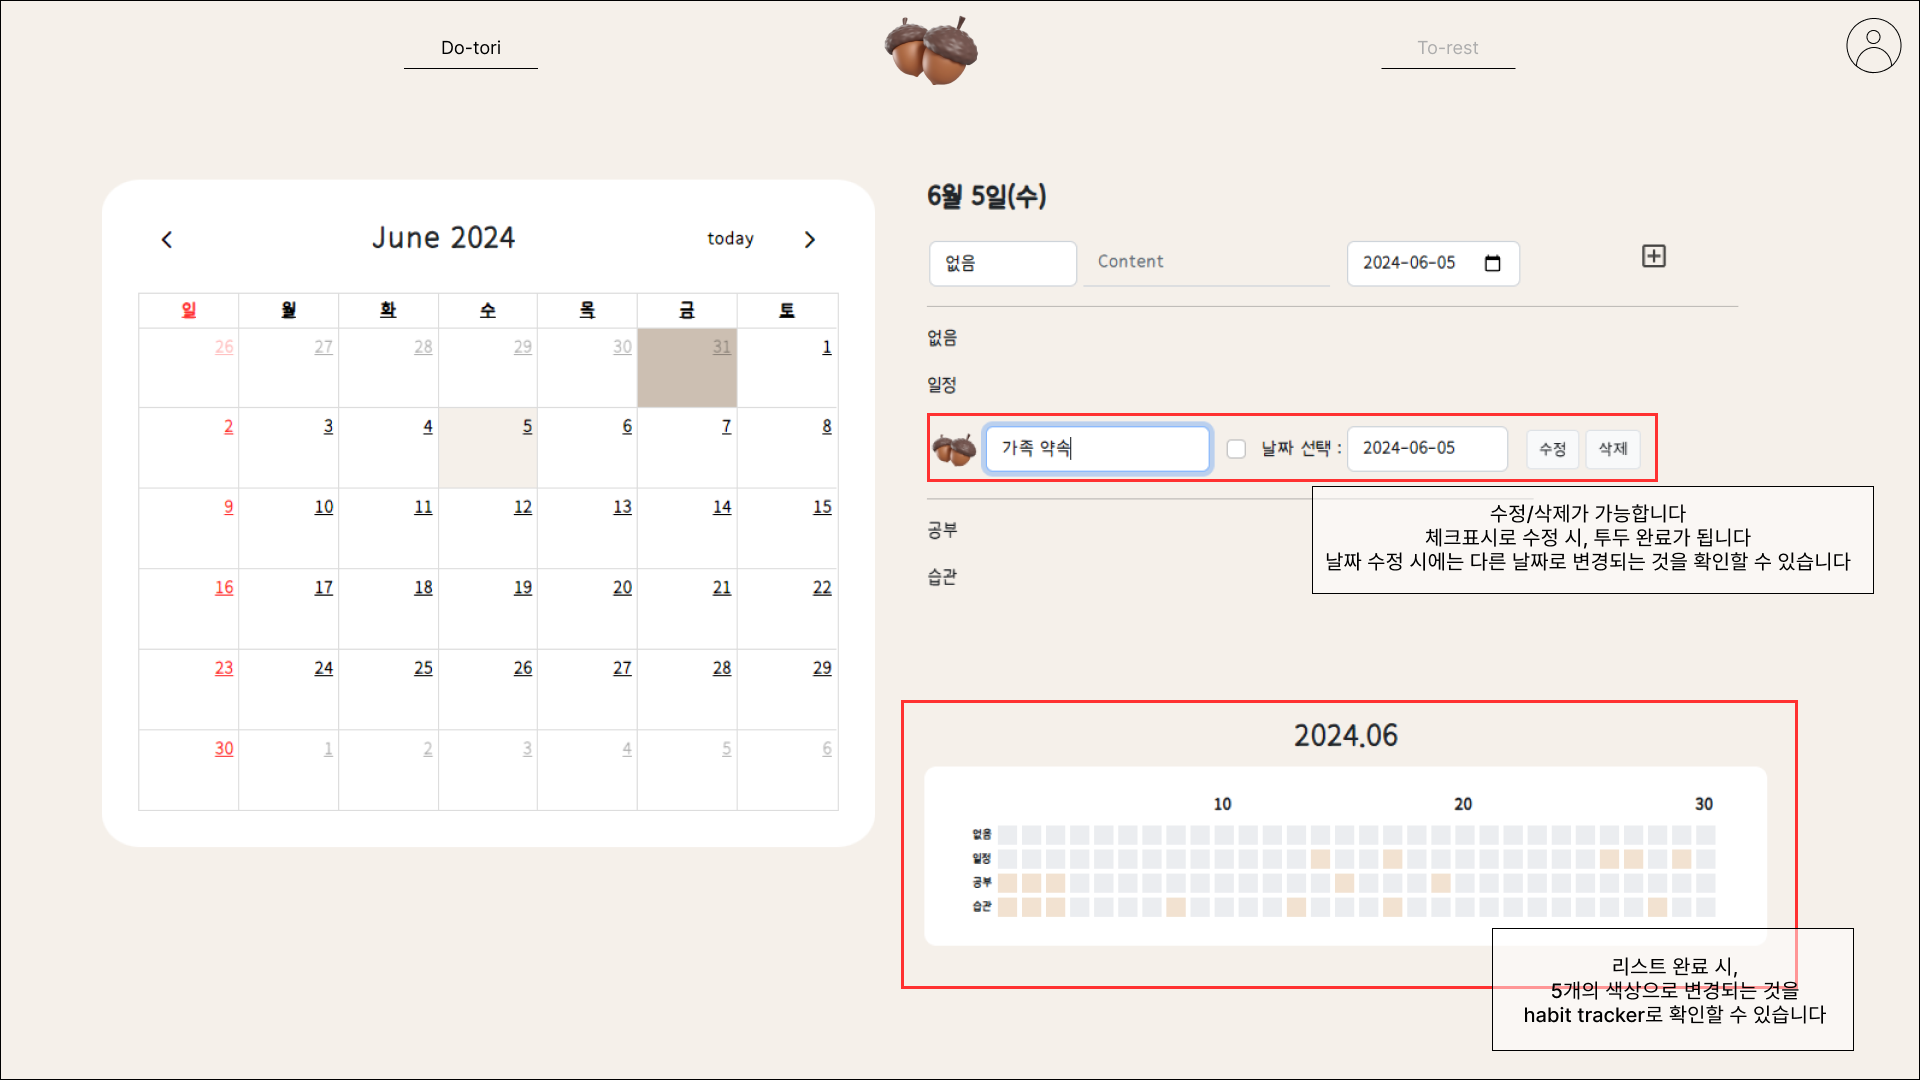 Do-tori
To-rest
June 2024
today
일 월 화 수 목 금 토
26 27 28 29 30 31 1
2 3 4 5 6 7 8
9 10 11 12 13 14 15
16 17 18 19 20 21 22
23 24 25 26 27 28 29
30 1 2 3 4 5 6
6월 5일(수)
없음 Content 2024-06-05
없음
일정
가족 약속 날짜 선택 : 2024-06-05 수정 삭제
수정/삭제가 가능합니다
체크표시로 수정 시, 투두 완료가 됩니다
날짜 수정 시에는 다른 날짜로 변경되는 것을 확인할 수 있습니다
공부
습관
2024.06
10 20 30
없음
일정
공부
습관
리스트 완료 시,
5개의 색상으로 변경되는 것을
habit tracker로 확인할 수 있습니다